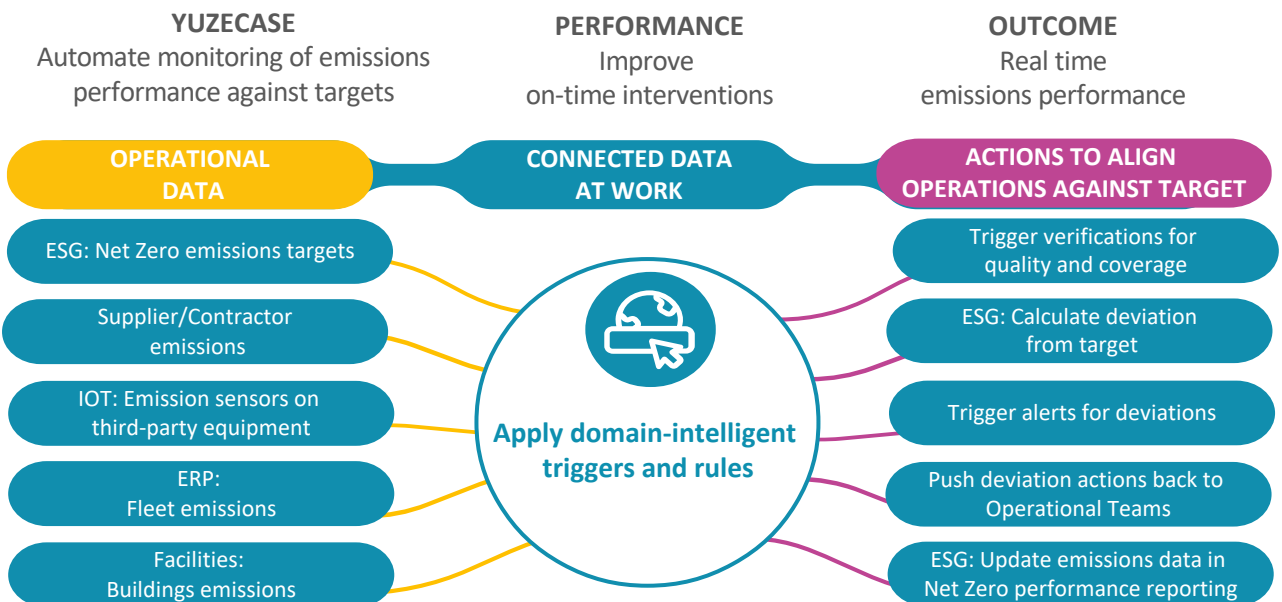 YUZECASE
Automate monitoring of emissions
performance against targets
PERFORMANCE
Improve
on-time interventions
OUTCOME
Real time
emissions performance
OPERATIONAL
DATA
CONNECTED DATA
AT WORK
ACTIONS TO ALIGN
OPERATIONS AGAINST TARGET
ESG: Net Zero emissions targets
Supplier/Contractor
emissions
IOT: Emission sensors on
third-party equipment
ERP:
Fleet emissions
Facilities:
Buildings emissions
Apply domain-intelligent
triggers and rules
Trigger verifications for
quality and coverage
ESG: Calculate deviation
from target
Trigger alerts for deviations
Push deviation actions back to
Operational Teams
ESG: Update emissions data in
Net Zero performance reporting